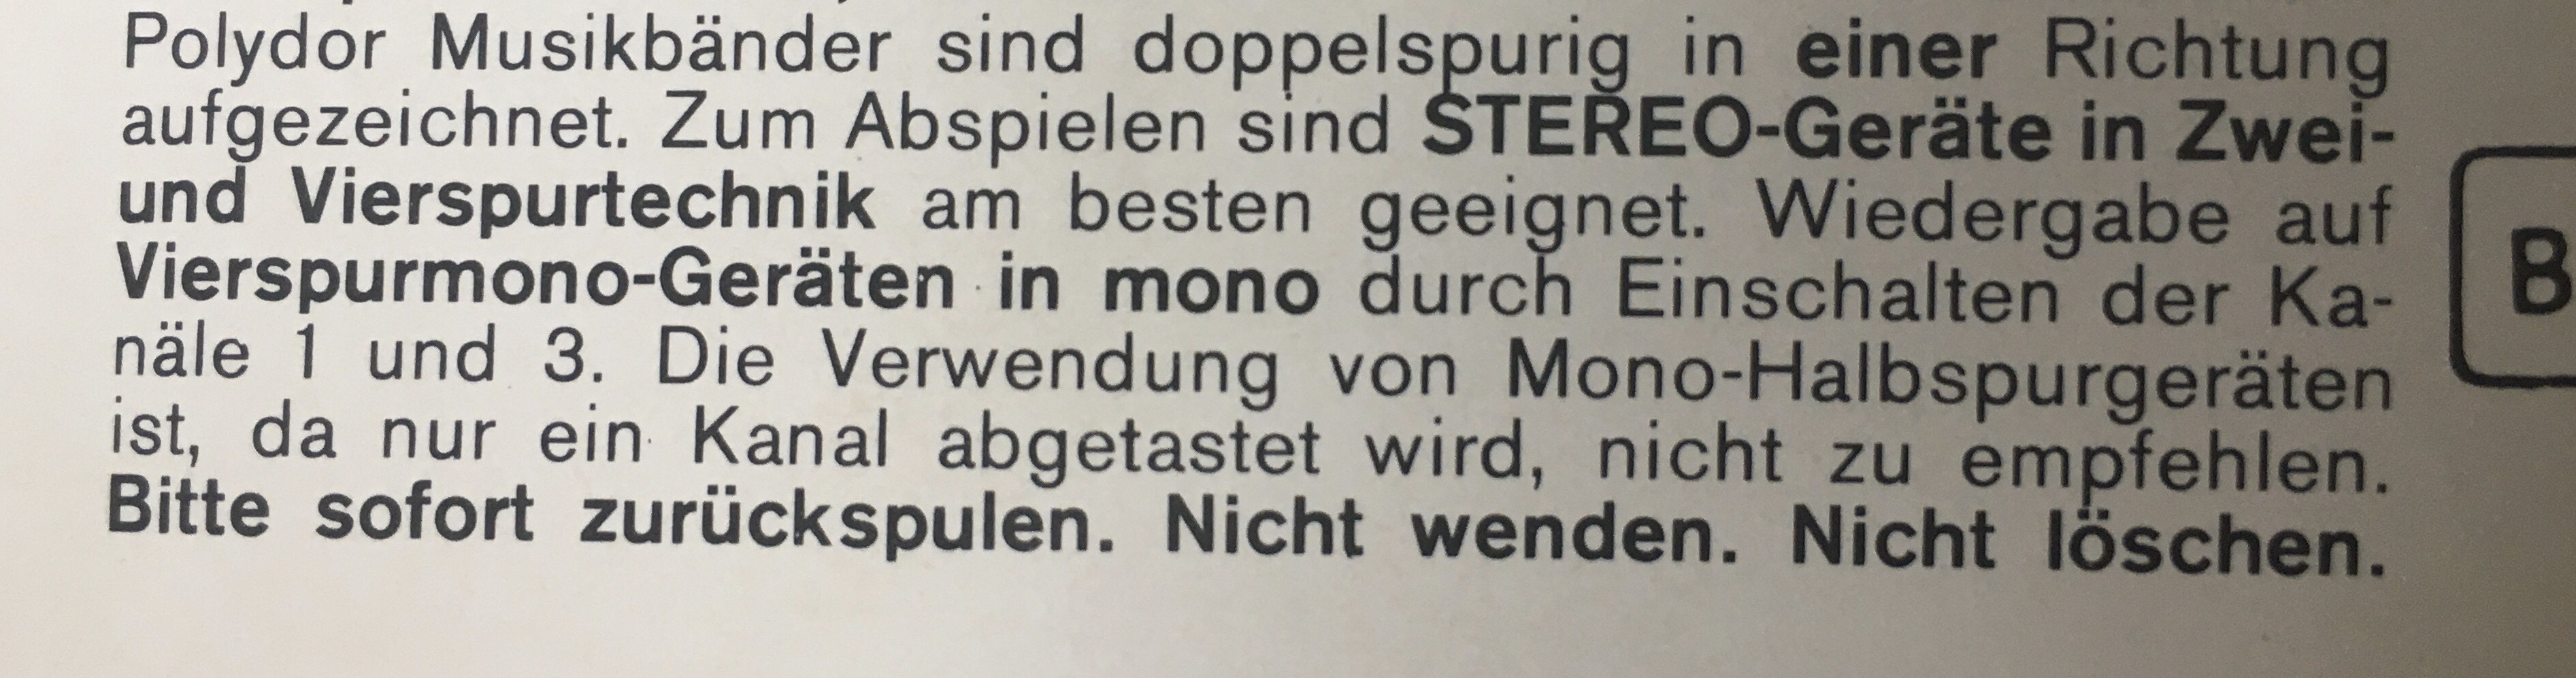 Polydor Musikbänder sind doppelspurig in einer Richtung
aufgezeichnet. Zum Abspielen sind STEREO-Geräte in Zwei-
und Vierspurtechnik am besten geeignet. Wiedergabe auf
Vierspurmono-Geräten in mono durch Einschalten der Ka-
näle 1 und 3. Die Verwendung von Mono-Halbspurgeräten
ist, da nur ein Kanal abgetastet wird, nicht zu empfehlen.
Bitte sofort zurückspulen. Nicht wenden. Nicht löschen.
B